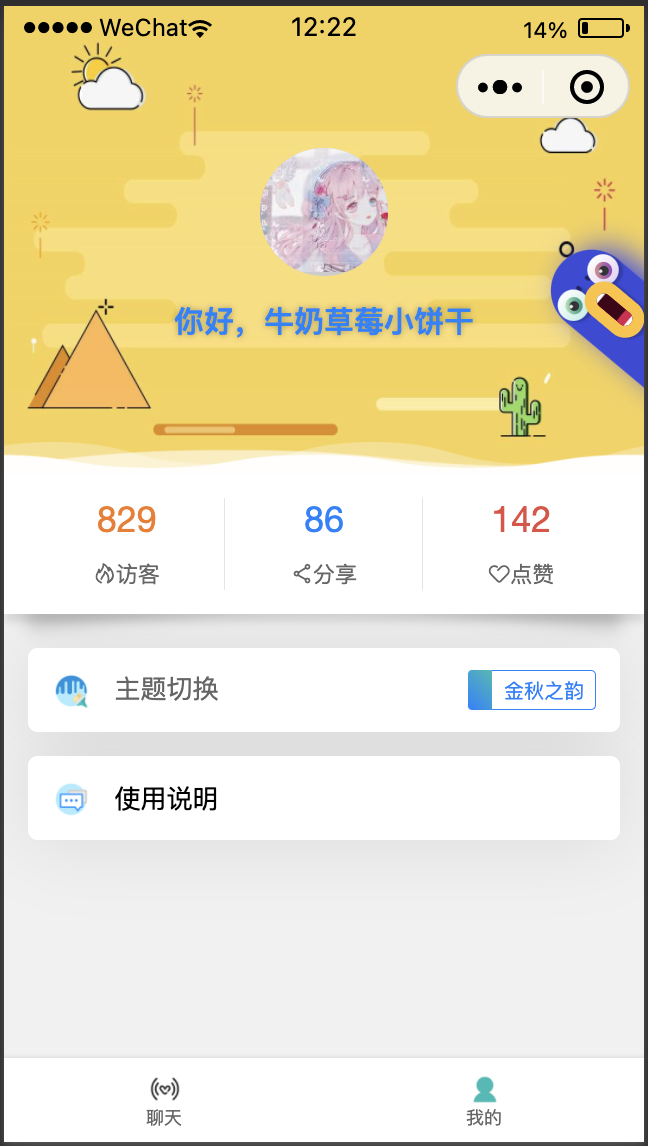 WeChat 12:22 14%
你好，牛奶草莓小饼干
829 86 142
访客 分享 点赞
主题切换 金秋之韵
使用说明
聊天 我的